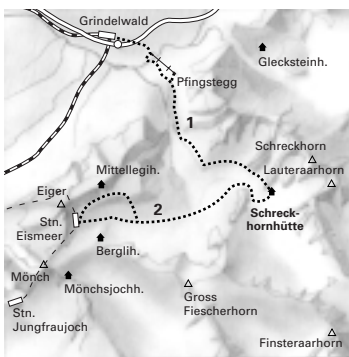 Grindelwald
Glecksteinh.
Pfingstegg
1
Schreckhorn
Lauteraarhorn
Mittellegih.
Eiger
Schreck-
hornhütte
2
Stn.
Eismeer
Berglih.
Mönch
Mönchsjochh.
Gross
Fiescherhorn
Stn.
Jungfraujoch
Finsteraarhorn